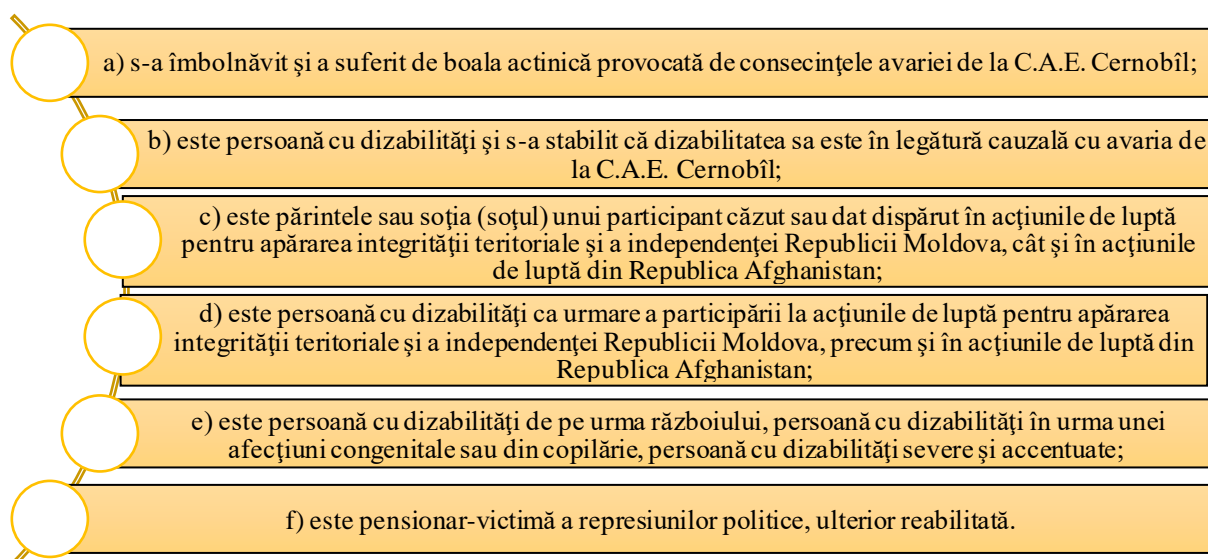 a) s-a îmbolnăvit şi a suferit de boala actinică provocată de consecinţele avariei de la C.A.E. Cernobîl;
b) este persoană cu dizabilităţi şi s-a stabilit că dizabilitatea sa este în legătură cauzală cu avaria de
la C.A.E. Cernobîl;
c) este părintele sau soţia (soţul) unui participant căzut sau dat dispărut în acţiunile de luptă
pentru apărarea integrităţii teritoriale şi a independenţei Republicii Moldova, cât şi în acţiunile
de luptă din Republica Afghanistan;
d) este persoană cu dizabilităţi ca urmare a participării la acţiunile de luptă pentru apărarea
integrităţii teritoriale şi a independenţei Republicii Moldova, precum şi în acţiunile de luptă din
Republica Afghanistan;
e) este persoană cu dizabilităţi de pe urma războiului, persoană cu dizabilităţi în urma unei
afecţiuni congenitale sau din copilărie, persoană cu dizabilităţi severe şi accentuate;
f) este pensionar-victimă a represiunilor politice, ulterior reabilitată.